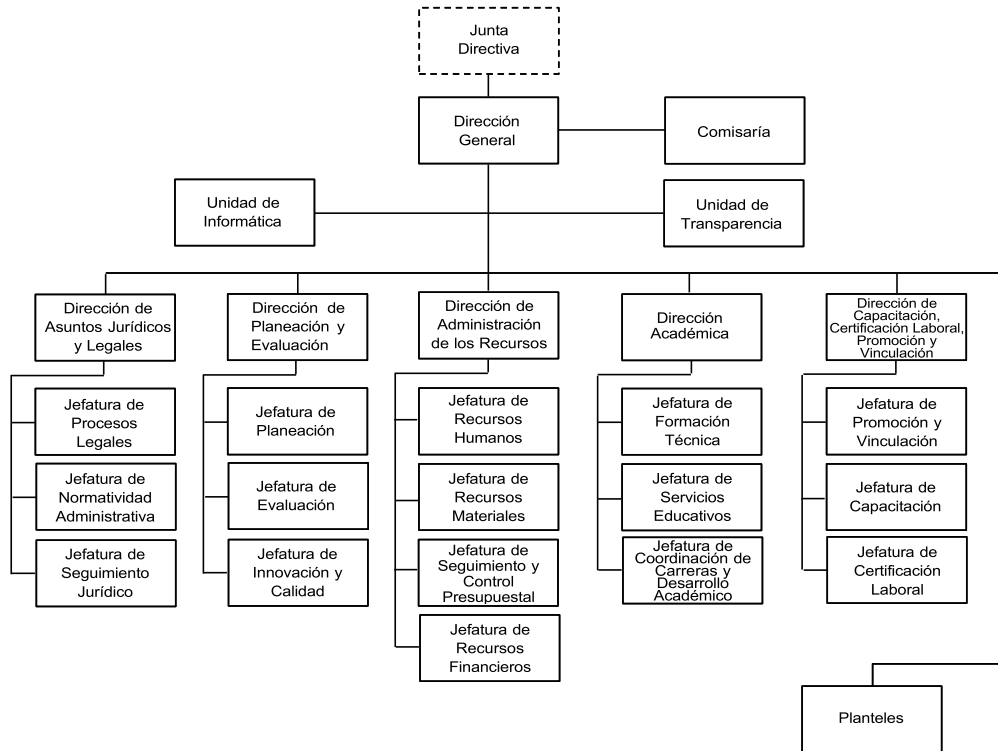 Junta
Directiva
Dirección
General
Comisaría
Unidad de
Informática
Unidad de
Transparencia
Dirección de
Asuntos Jurídicos
y Legales
Dirección de
Planeación y
Evaluación
Dirección de
Administración
de los Recursos
Dirección
Académica
Dirección de
Capacitación,
Certificación Laboral,
Promoción y
Vinculación
Jefatura de
Procesos
Legales
Jefatura de
Planeación
Jefatura de
Recursos
Humanos
Jefatura de
Formación
Técnica
Jefatura de
Promoción y
Vinculación
Jefatura de
Normatividad
Administrativa
Jefatura de
Evaluación
Jefatura de
Recursos
Materiales
Jefatura de
Servicios
Educativos
Jefatura de
Capacitación
Jefatura de
Seguimiento
Jurídico
Jefatura de
Innovación y
Calidad
Jefatura de
Seguimiento y
Control
Presupuestal
Jefatura de
Coordinación de
Carreras y
Desarrollo
Académico
Jefatura de
Certificación
Laboral
Jefatura de
Recursos
Financieros
Planteles